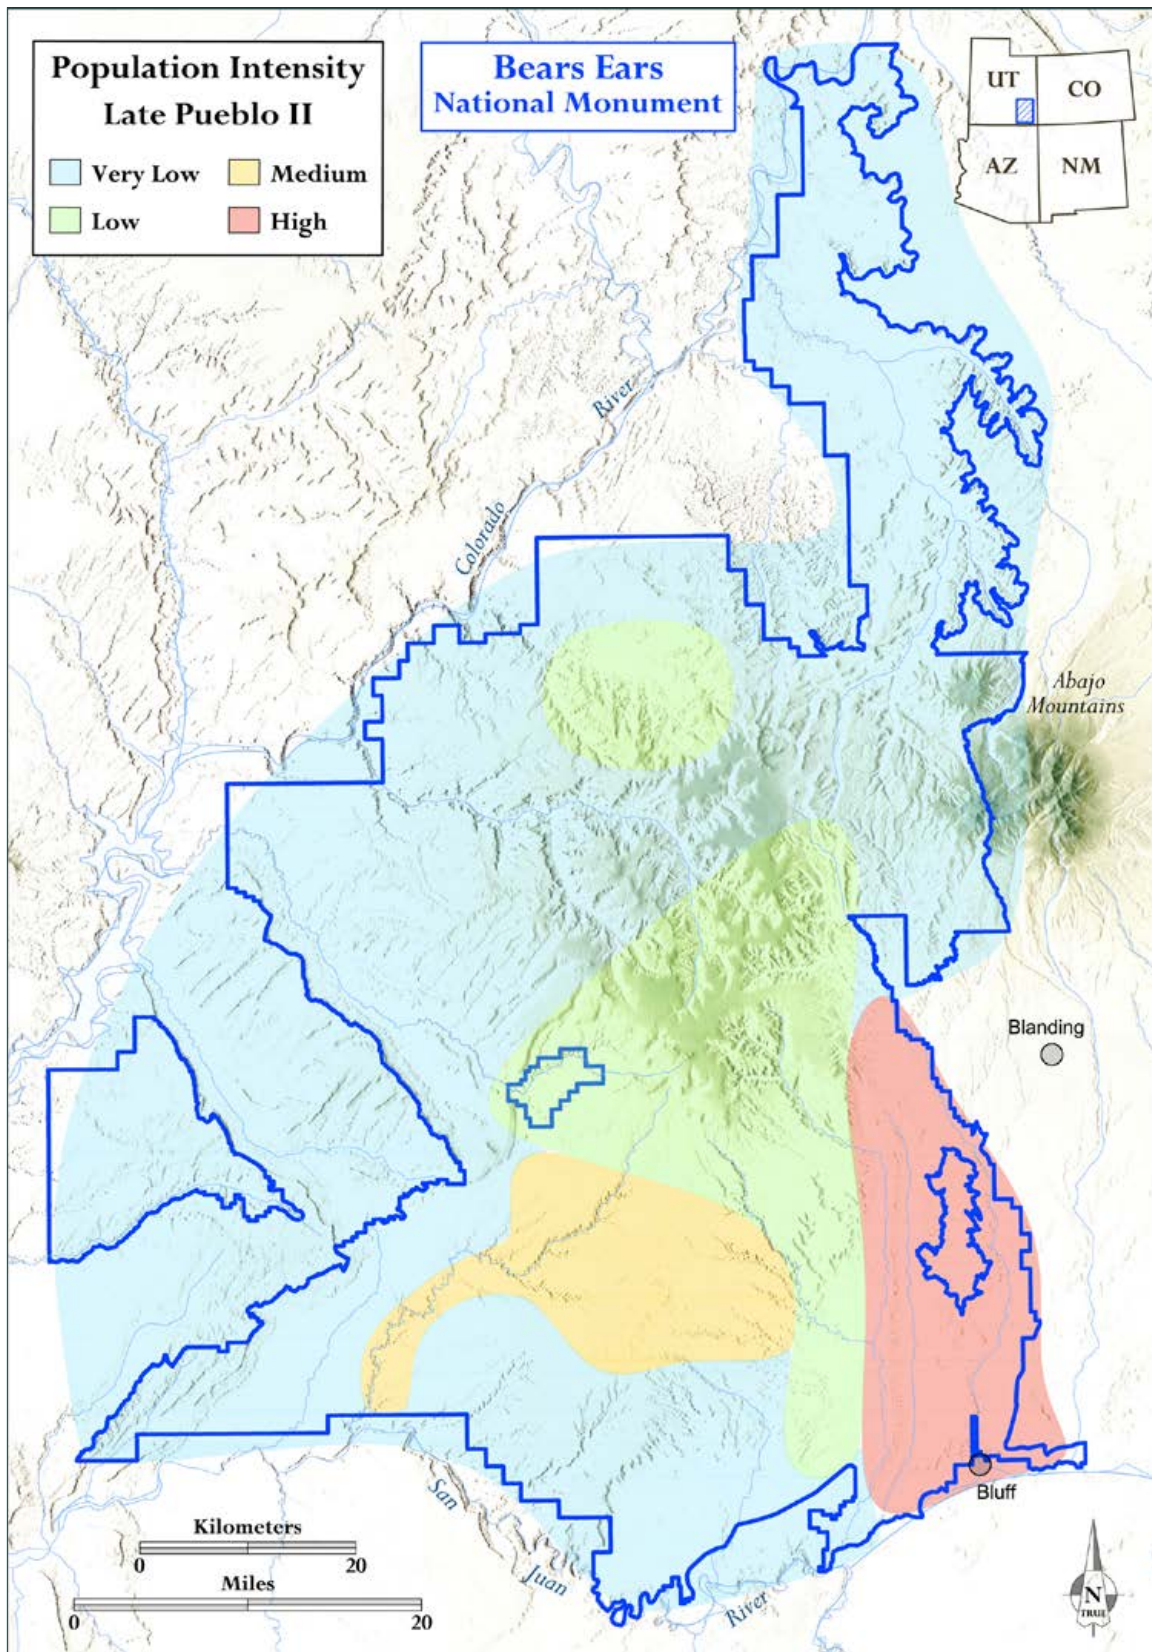 Population Intensity
Late Pueblo II
Very Low
Medium
Low
High
Bears Ears
National Monument
UT
CO
AZ
NM
River
Colorado
Abajo
Mountains
Blanding
Bluff
San
Juan
River
Kilometers
0
20
Miles
0
20
N
TRUE